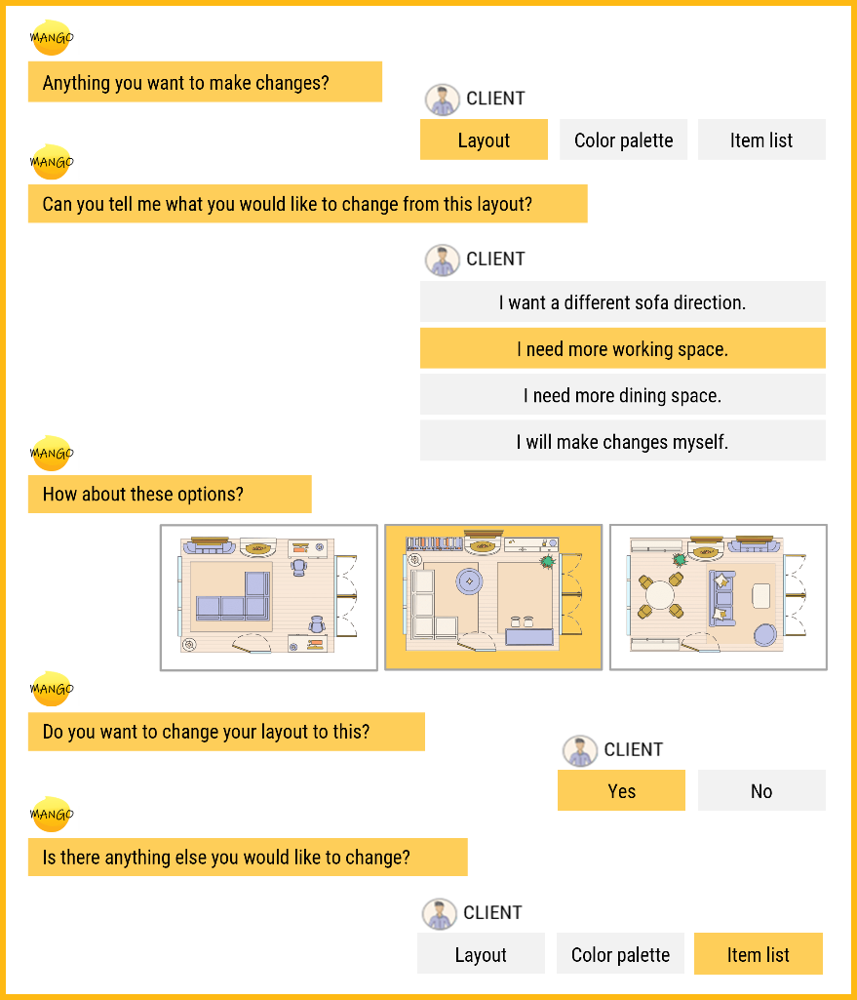 MANGO
Anything you want to make changes?
CLIENT
Layout Color palette Item list
MANGO
Can you tell me what you would like to change from this layout?
CLIENT
I want a different sofa direction.
I need more working space.
I need more dining space.
I will make changes myself.
MANGO
How about these options?
MANGO
Do you want to change your layout to this?
CLIENT
Yes No
MANGO
Is there anything else you would like to change?
CLIENT
Layout Color palette Item list